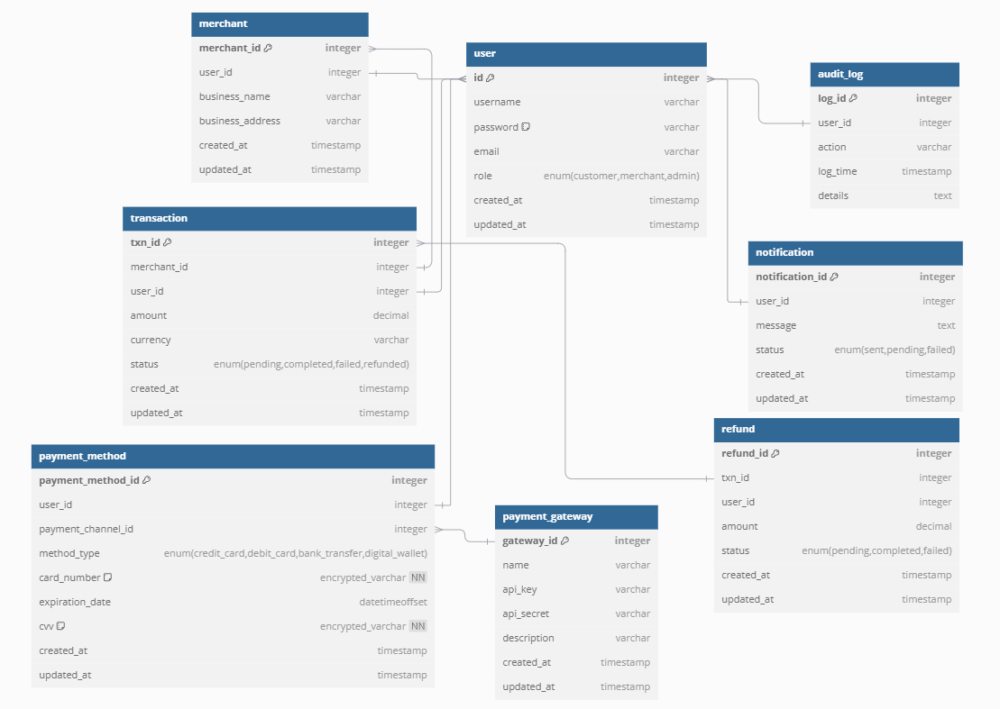 merchant
merchant_id integer
user_id integer
business_name varchar
business_address varchar
created_at timestamp
updated_at timestamp
user
id integer
username varchar
password varchar
email varchar
role enum(customer,merchant,admin)
created_at timestamp
updated_at timestamp
audit_log
log_id integer
user_id integer
action varchar
log_time timestamp
details text
transaction
txn_id integer
merchant_id integer
user_id integer
amount decimal
currency varchar
status enum(pending,completed,failed,refunded)
created_at timestamp
updated_at timestamp
notification
notification_id integer
user_id integer
message text
status enum(sent,pending,failed)
created_at timestamp
updated_at timestamp
payment_method
payment_method_id integer
user_id integer
payment_channel_id integer
method_type enum(credit_card,debit_card,bank_transfer,digital_wallet)
card_number encrypted_varchar NN
expiration_date datetimeoffset
cvv encrypted_varchar NN
created_at timestamp
updated_at timestamp
payment_gateway
gateway_id integer
name varchar
api_key varchar
api_secret varchar
description varchar
created_at timestamp
updated_at timestamp
refund
refund_id integer
txn_id integer
user_id integer
amount decimal
status enum(pending,completed,failed)
created_at timestamp
updated_at timestamp